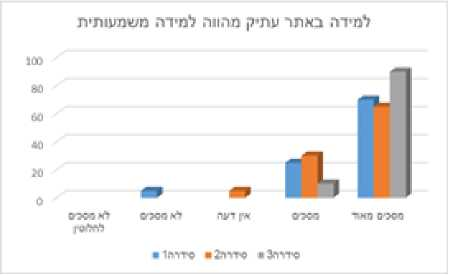 למידה באתר עתיק מהווה למידה משמעותית
100
80
60
40
20
0
מסכים מאוד
מסכים
אין דעה
לא מסכים
לא מסכים
לחלוטין
סידרה1 סידרה2 סידרה3